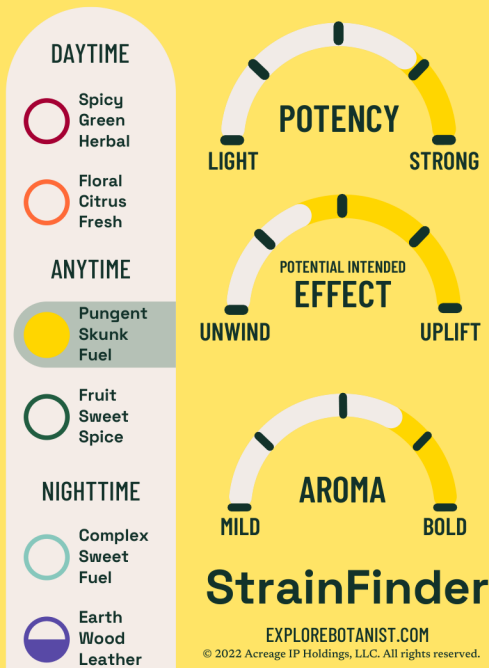 DAYTIME
Spicy
Green
Herbal
Floral
Citrus
Fresh
ANYTIME
Pungent
Skunk
Fuel
Fruit
Sweet
Spice
NIGHTTIME
Complex
Sweet
Fuel
Earth
Wood
Leather
POTENCY
LIGHT STRONG
POTENTIAL INTENDED
EFFECT
UNWIND UPLIFT
AROMA
MILD BOLD
StrainFinder
EXPLOREBOTANIST.COM
© 2022 Acreage IP Holdings, LLC. All rights reserved.